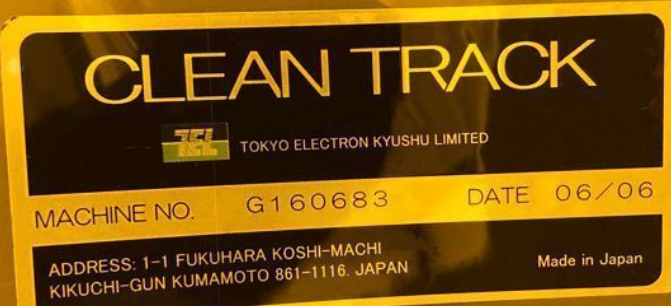 CLEAN TRACK
TEL TOKYO ELECTRON KYUSHU LIMITED
MACHINE NO. G160683 DATE 06/06
ADDRESS: 1-1 FUKUHARA KOSHI-MACHI
KIKUCHI-GUN KUMAMOTO 861-1116. JAPAN
Made in Japan